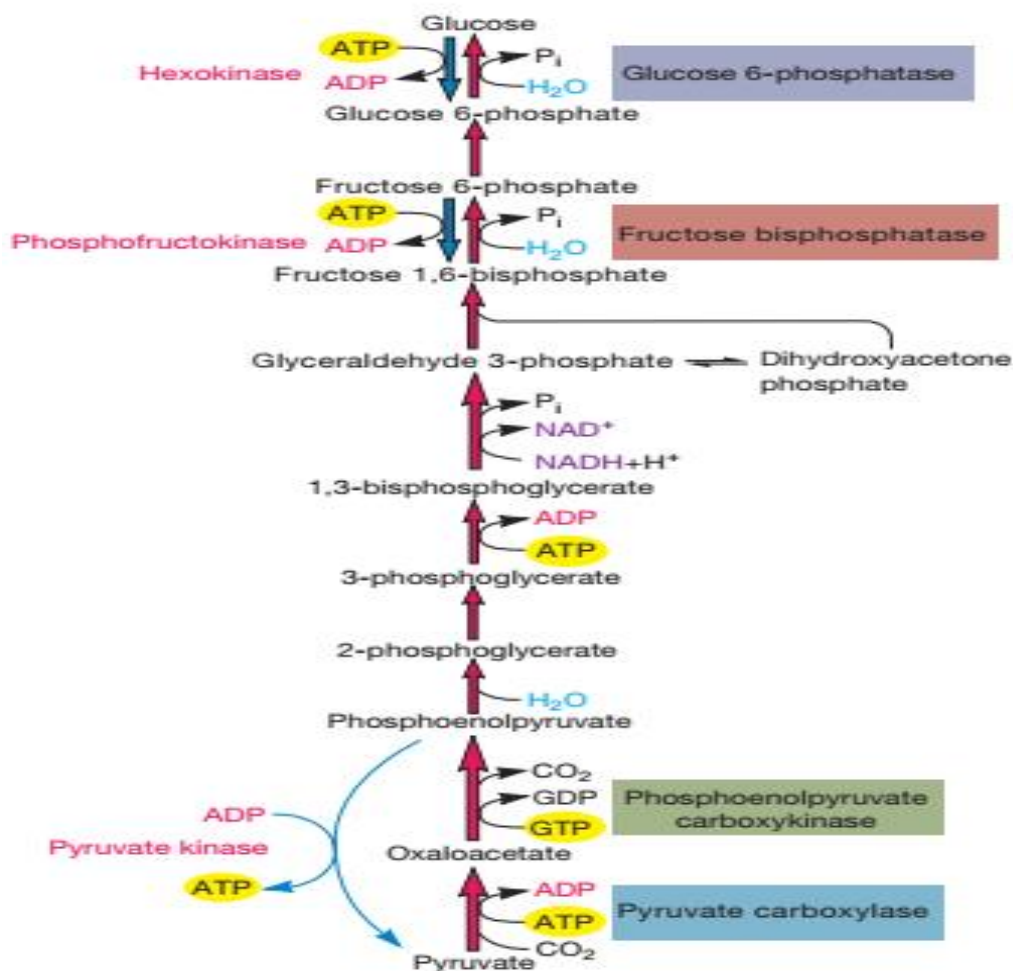 Glucose
ATP
Pi
Hexokinase
ADP
H2O
Glucose 6-phosphatase
Glucose 6-phosphate
Fructose 6-phosphate
ATP
Pi
Phosphofructokinase
ADP
H2O
Fructose bisphosphatase
Fructose 1,6-bisphosphate
Glyceraldehyde 3-phosphate
Dihydroxyacetone
phosphate
Pi
NAD+
NADH+H+
1,3-bisphosphoglycerate
ADP
ATP
3-phosphoglycerate
2-phosphoglycerate
H2O
Phosphoenolpyruvate
CO2
GDP
GTP
Phosphoenolpyruvate
carboxykinase
ADP
Pyruvate kinase
ATP
Oxaloacetate
ADP
ATP
CO2
Pyruvate carboxylase
Pyruvate